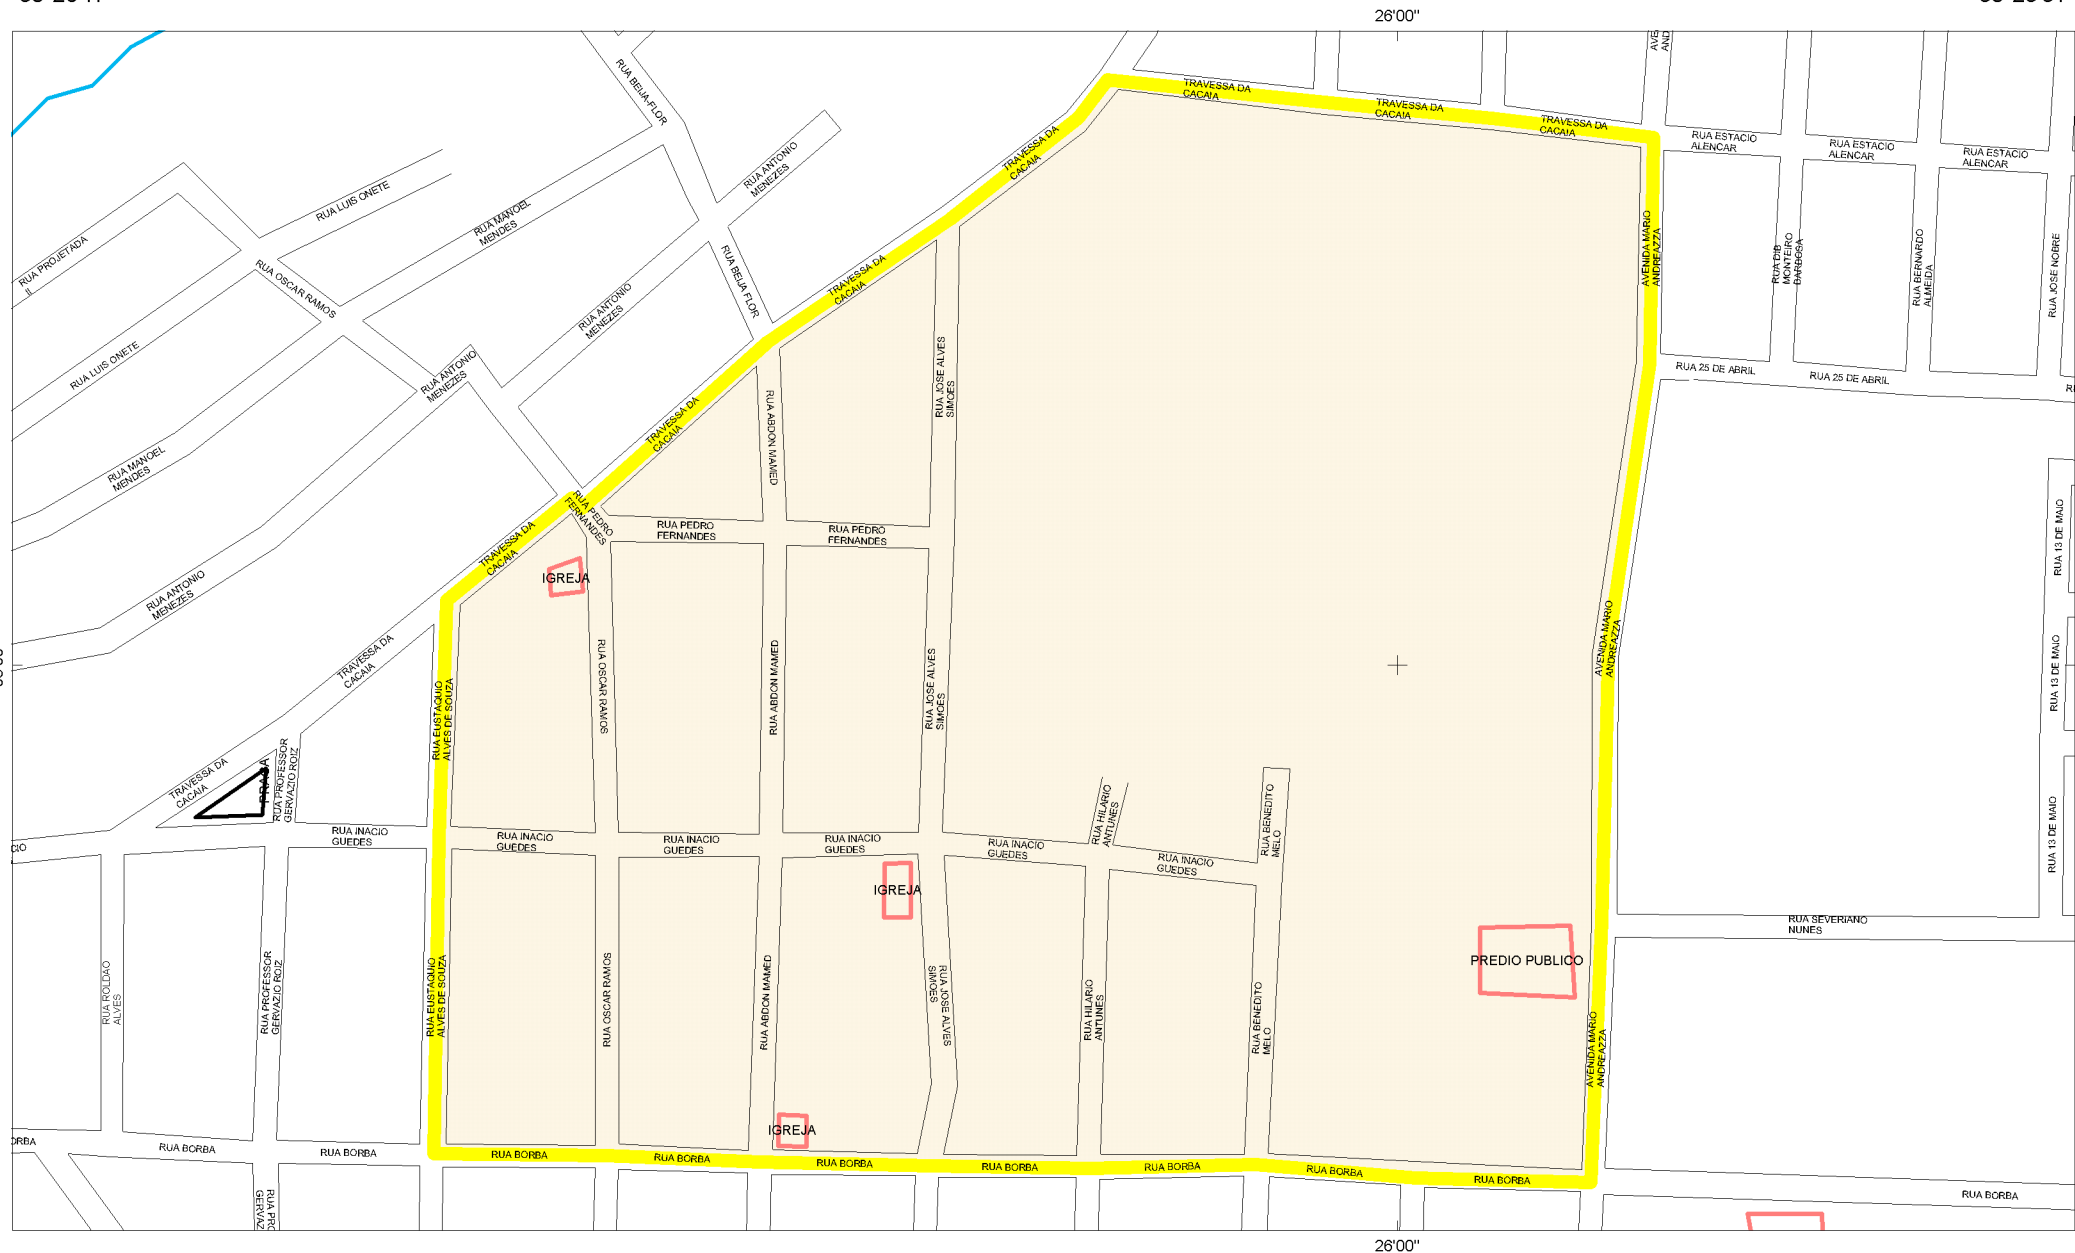 26'00"
RUA BEIJA-FLOR
TRAVESSA DA
CACAIA
TRAVESSA DA
CACAIA
TRAVESSA DA
CACAIA
RUA ESTACIO
ALENCAR
RUA ESTACIO
ALENCAR
RUA ESTACIO
ALENCAR
RUA ANTONIO
MENEZES
TRAVESSA DA
CACAIA
RUA LUIS ONETE
RUA MANOEL
MENDES
RUA PROJETADA
II
RUA OSCAR RAMOS
RUA BEIJA FLOR
TRAVESSA DA
CACAIA
AVENIDA MARIO
ANDREAZZA
RUA DIB
MONTEIRO
BARBOSA
RUA BERNARDO
ALMEIDA
RUA JOSE NOBRE
RUA ANTONIO
MENEZES
RUA LUIS ONETE
RUA ANTONIO
MENEZES
RUA JOSE ALVES
SIMOES
RUA 25 DE ABRIL
RUA 25 DE ABRIL
TRAVESSA DA
CACAIA
RUA ABDON MAMED
RUA MANOEL
MENDES
RUA PEDRO
FERNANDES
RUA PEDRO
FERNANDES
RUA PEDRO
FERNANDES
TRAVESSA DA
CACAIA
RUA 13 DE MAIO
IGREJA
RUA ANTONIO
MENEZES
TRAVESSA DA
CACAIA
RUA EUSTAQUIO
ALVES DE SOUZA
RUA OSCAR RAMOS
RUA ABDON MAMED
RUA JOSE ALVES
SIMOES
AVENIDA MARIO
ANDREAZZA
RUA 13 DE MAIO
TRAVESSA DA
CACAIA
PRACA
RUA PROFESSOR
GERVAZIO ROIZ
RUA HILARIO
ANTUNES
RUA BENEDITO
MELO
RUA 13 DE MAIO
CIO
RUA INACIO
GUEDES
RUA INACIO
GUEDES
RUA INACIO
GUEDES
RUA INACIO
GUEDES
RUA INACIO
GUEDES
RUA INACIO
GUEDES
IGREJA
RUA SEVERIANO
NUNES
PREDIO PUBLICO
RUA ROLDAO
ALVES
RUA PROFESSOR
GERVAZIO ROIZ
RUA EUSTAQUIO
ALVES DE SOUZA
RUA OSCAR RAMOS
RUA ABDON MAMED
RUA JOSE ALVES
SIMOES
RUA HILARIO
ANTUNES
RUA BENEDITO
MELO
AVENIDA MARIO
ANDREAZZA
IGREJA
ORBA
RUA BORBA
RUA BORBA
RUA BORBA
RUA BORBA
RUA BORBA
RUA BORBA
RUA BORBA
RUA BORBA
RUA BORBA
RUA BORBA
RUA PRO
GERVAZ
26'00"